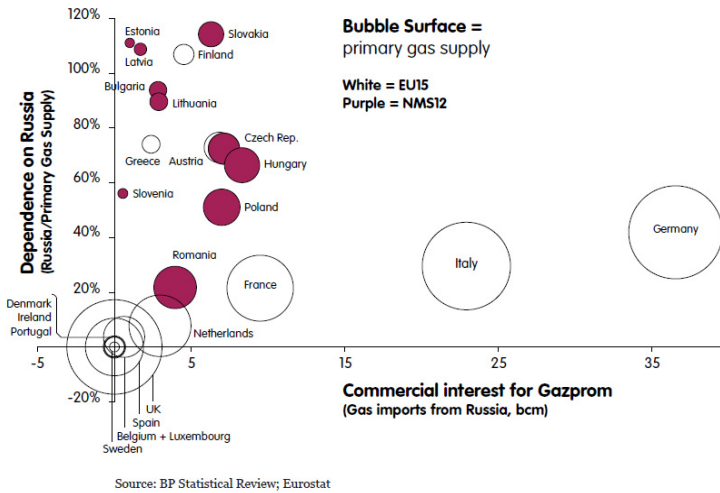 120%
100%
80%
60%
40%
20%
-20%
-5
5
15
25
35
Dependence on Russia
(Russia/Primary Gas Supply)
Bubble Surface =
primary gas supply
White = EU15
Purple = NMS12
Estonia
Latvia
Slovakia
Finland
Bulgaria
Lithuania
Greece
Austria
Czech Rep.
Hungary
Slovenia
Poland
Romania
France
Italy
Germany
Denmark
Ireland
Portugal
Netherlands
UK
Spain
Belgium + Luxembourg
Sweden
Commercial interest for Gazprom
(Gas imports from Russia, bcm)
Source: BP Statistical Review; Eurostat